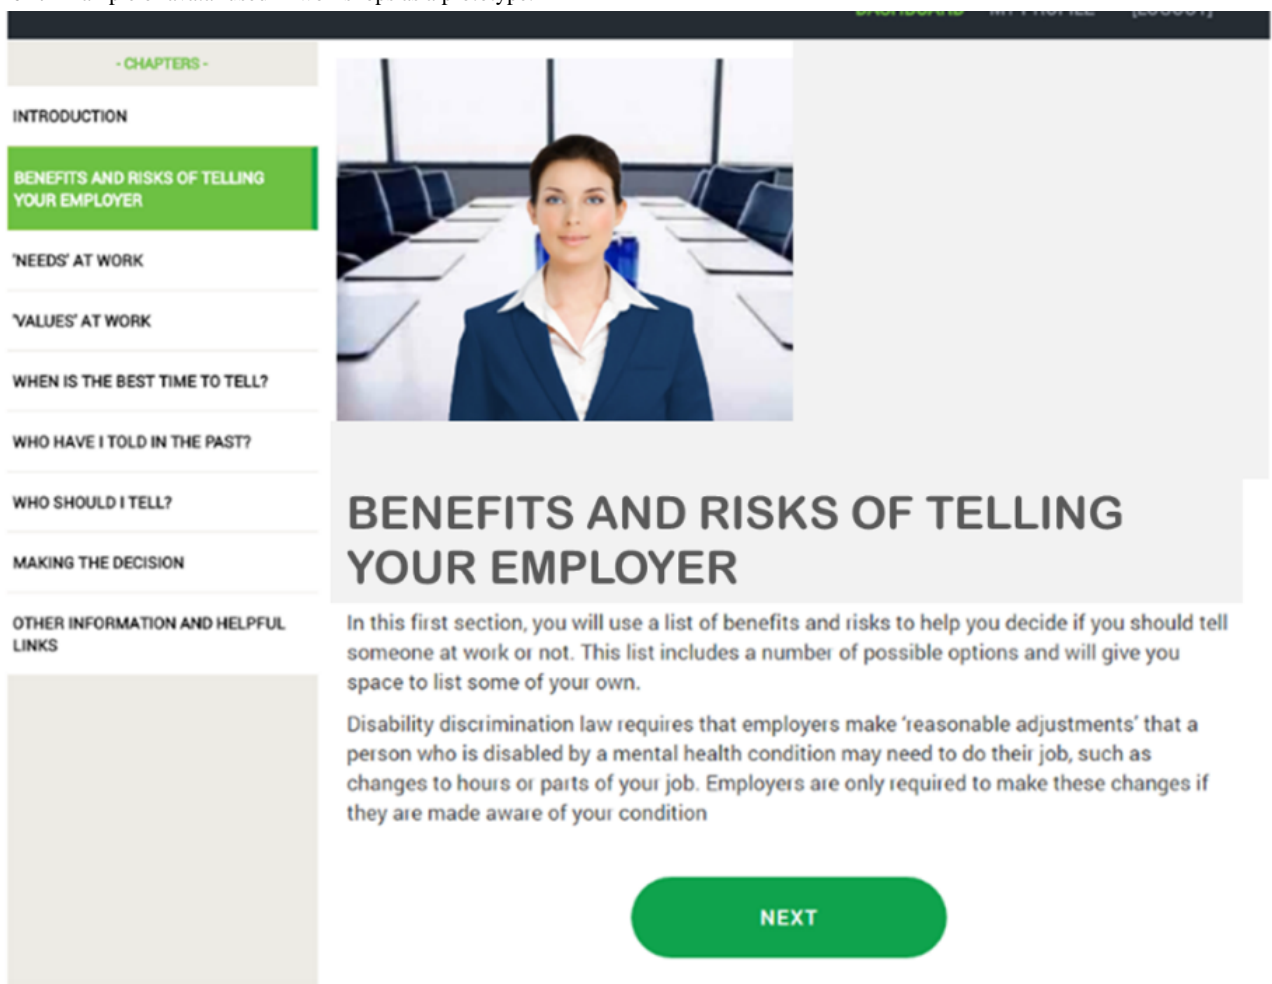 DASHBOARD MY PROFILE [LOGOUT]
- CHAPTERS -
INTRODUCTION
BENEFITS AND RISKS OF TELLING
YOUR EMPLOYER
'NEEDS' AT WORK
'VALUES' AT WORK
WHEN IS THE BEST TIME TO TELL?
WHO HAVE I TOLD IN THE PAST?
WHO SHOULD I TELL?
MAKING THE DECISION
OTHER INFORMATION AND HELPFUL
LINKS
BENEFITS AND RISKS OF TELLING
YOUR EMPLOYER
In this first section, you will use a list of benefits and risks to help you decide if you should tell
someone at work or not. This list includes a number of possible options and will give you
space to list some of your own.
Disability discrimination law requires that employers make ‘reasonable adjustments’ that a
person who is disabled by a mental health condition may need to do their job, such as
changes to hours or parts of your job. Employers are only required to make these changes if
they are made aware of your condition
NEXT